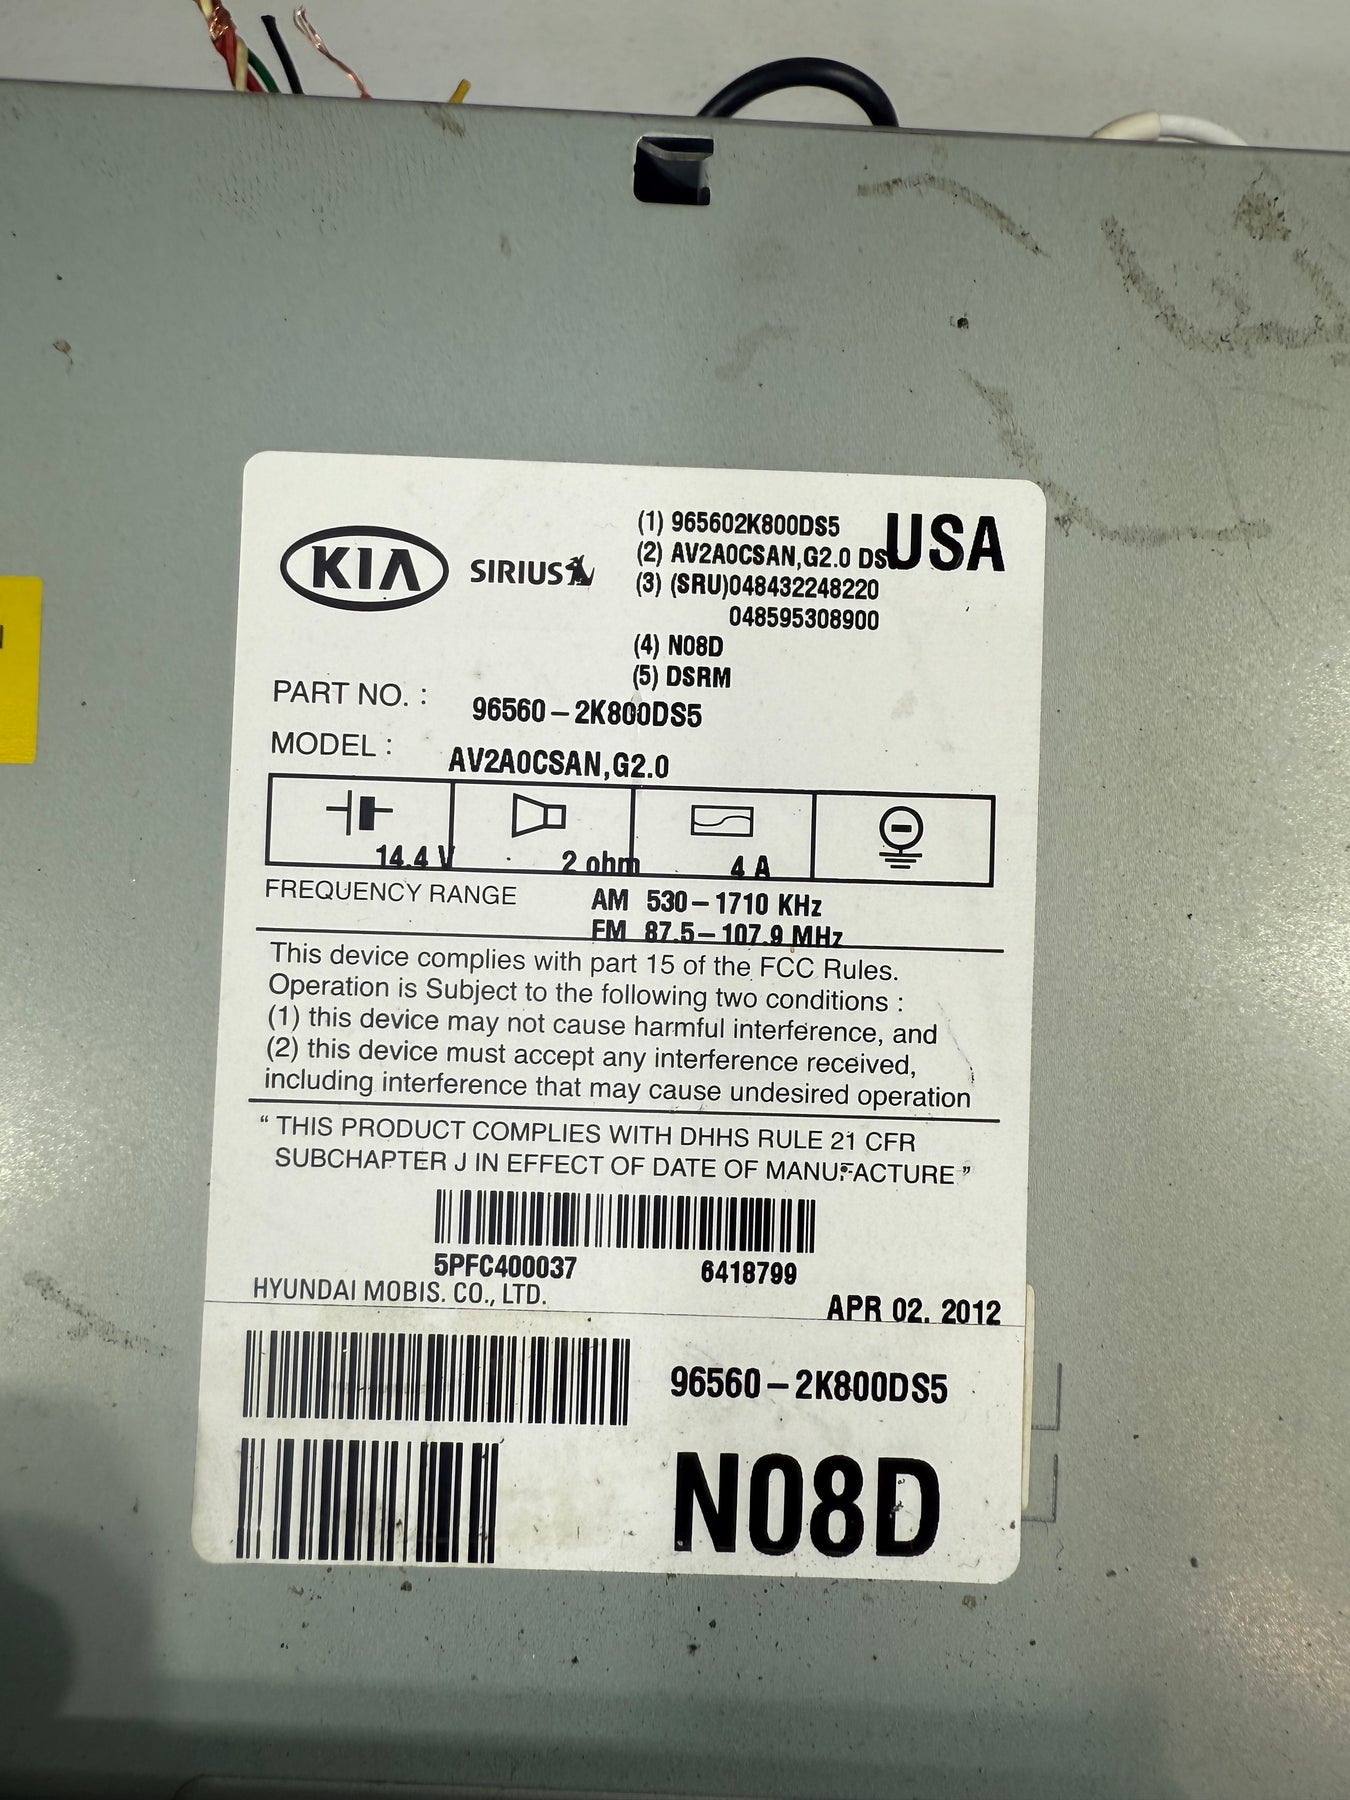 KIA SIRIUS
(1) 965602K800DS5 USA
(2) AV2A0CSAN,G2.0 DS
(3) (SRU)048432248220
048595308900
(4) N08D
(5) DSRM
PART NO. : 96560-2K800DS5
MODEL : AV2A0CSAN,G2.0
14.4 V 2 ohm 4 A
FREQUENCY RANGE AM 530-1710 KHz
FM 87.5-107.9 MHz
This device complies with part 15 of the FCC Rules.
Operation is Subject to the following two conditions :
(1) this device may not cause harmful interference, and
(2) this device must accept any interference received,
including interference that may cause undesired operation
“ THIS PRODUCT COMPLIES WITH DHHS RULE 21 CFR
SUBCHAPTER J IN EFFECT OF DATE OF MANUFACTURE ”
5PFC400037 6418799
HYUNDAI MOBIS. CO., LTD.
APR 02. 2012
96560-2K800DS5
N08D